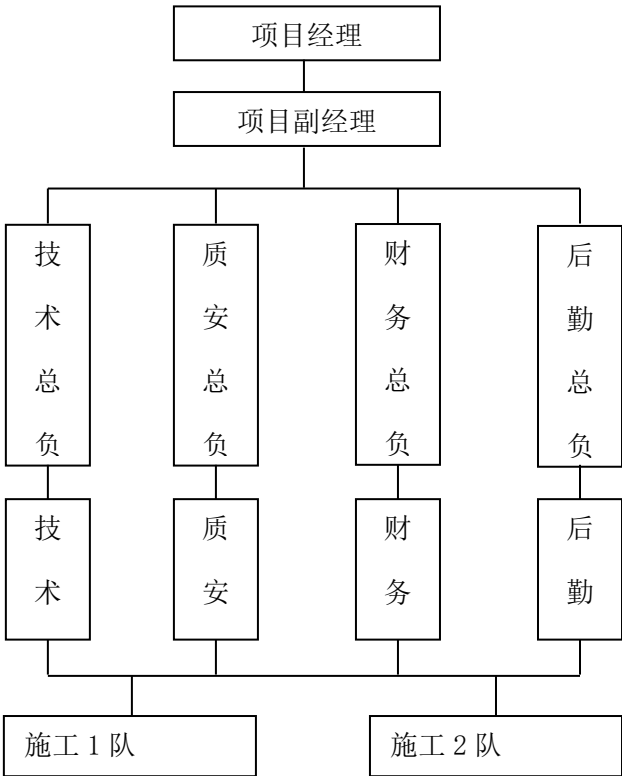 项目经理
项目副经理
技术总负
质安总负
财务总负
后勤总负
技术
质安
财务
后勤
施工1队
施工2队